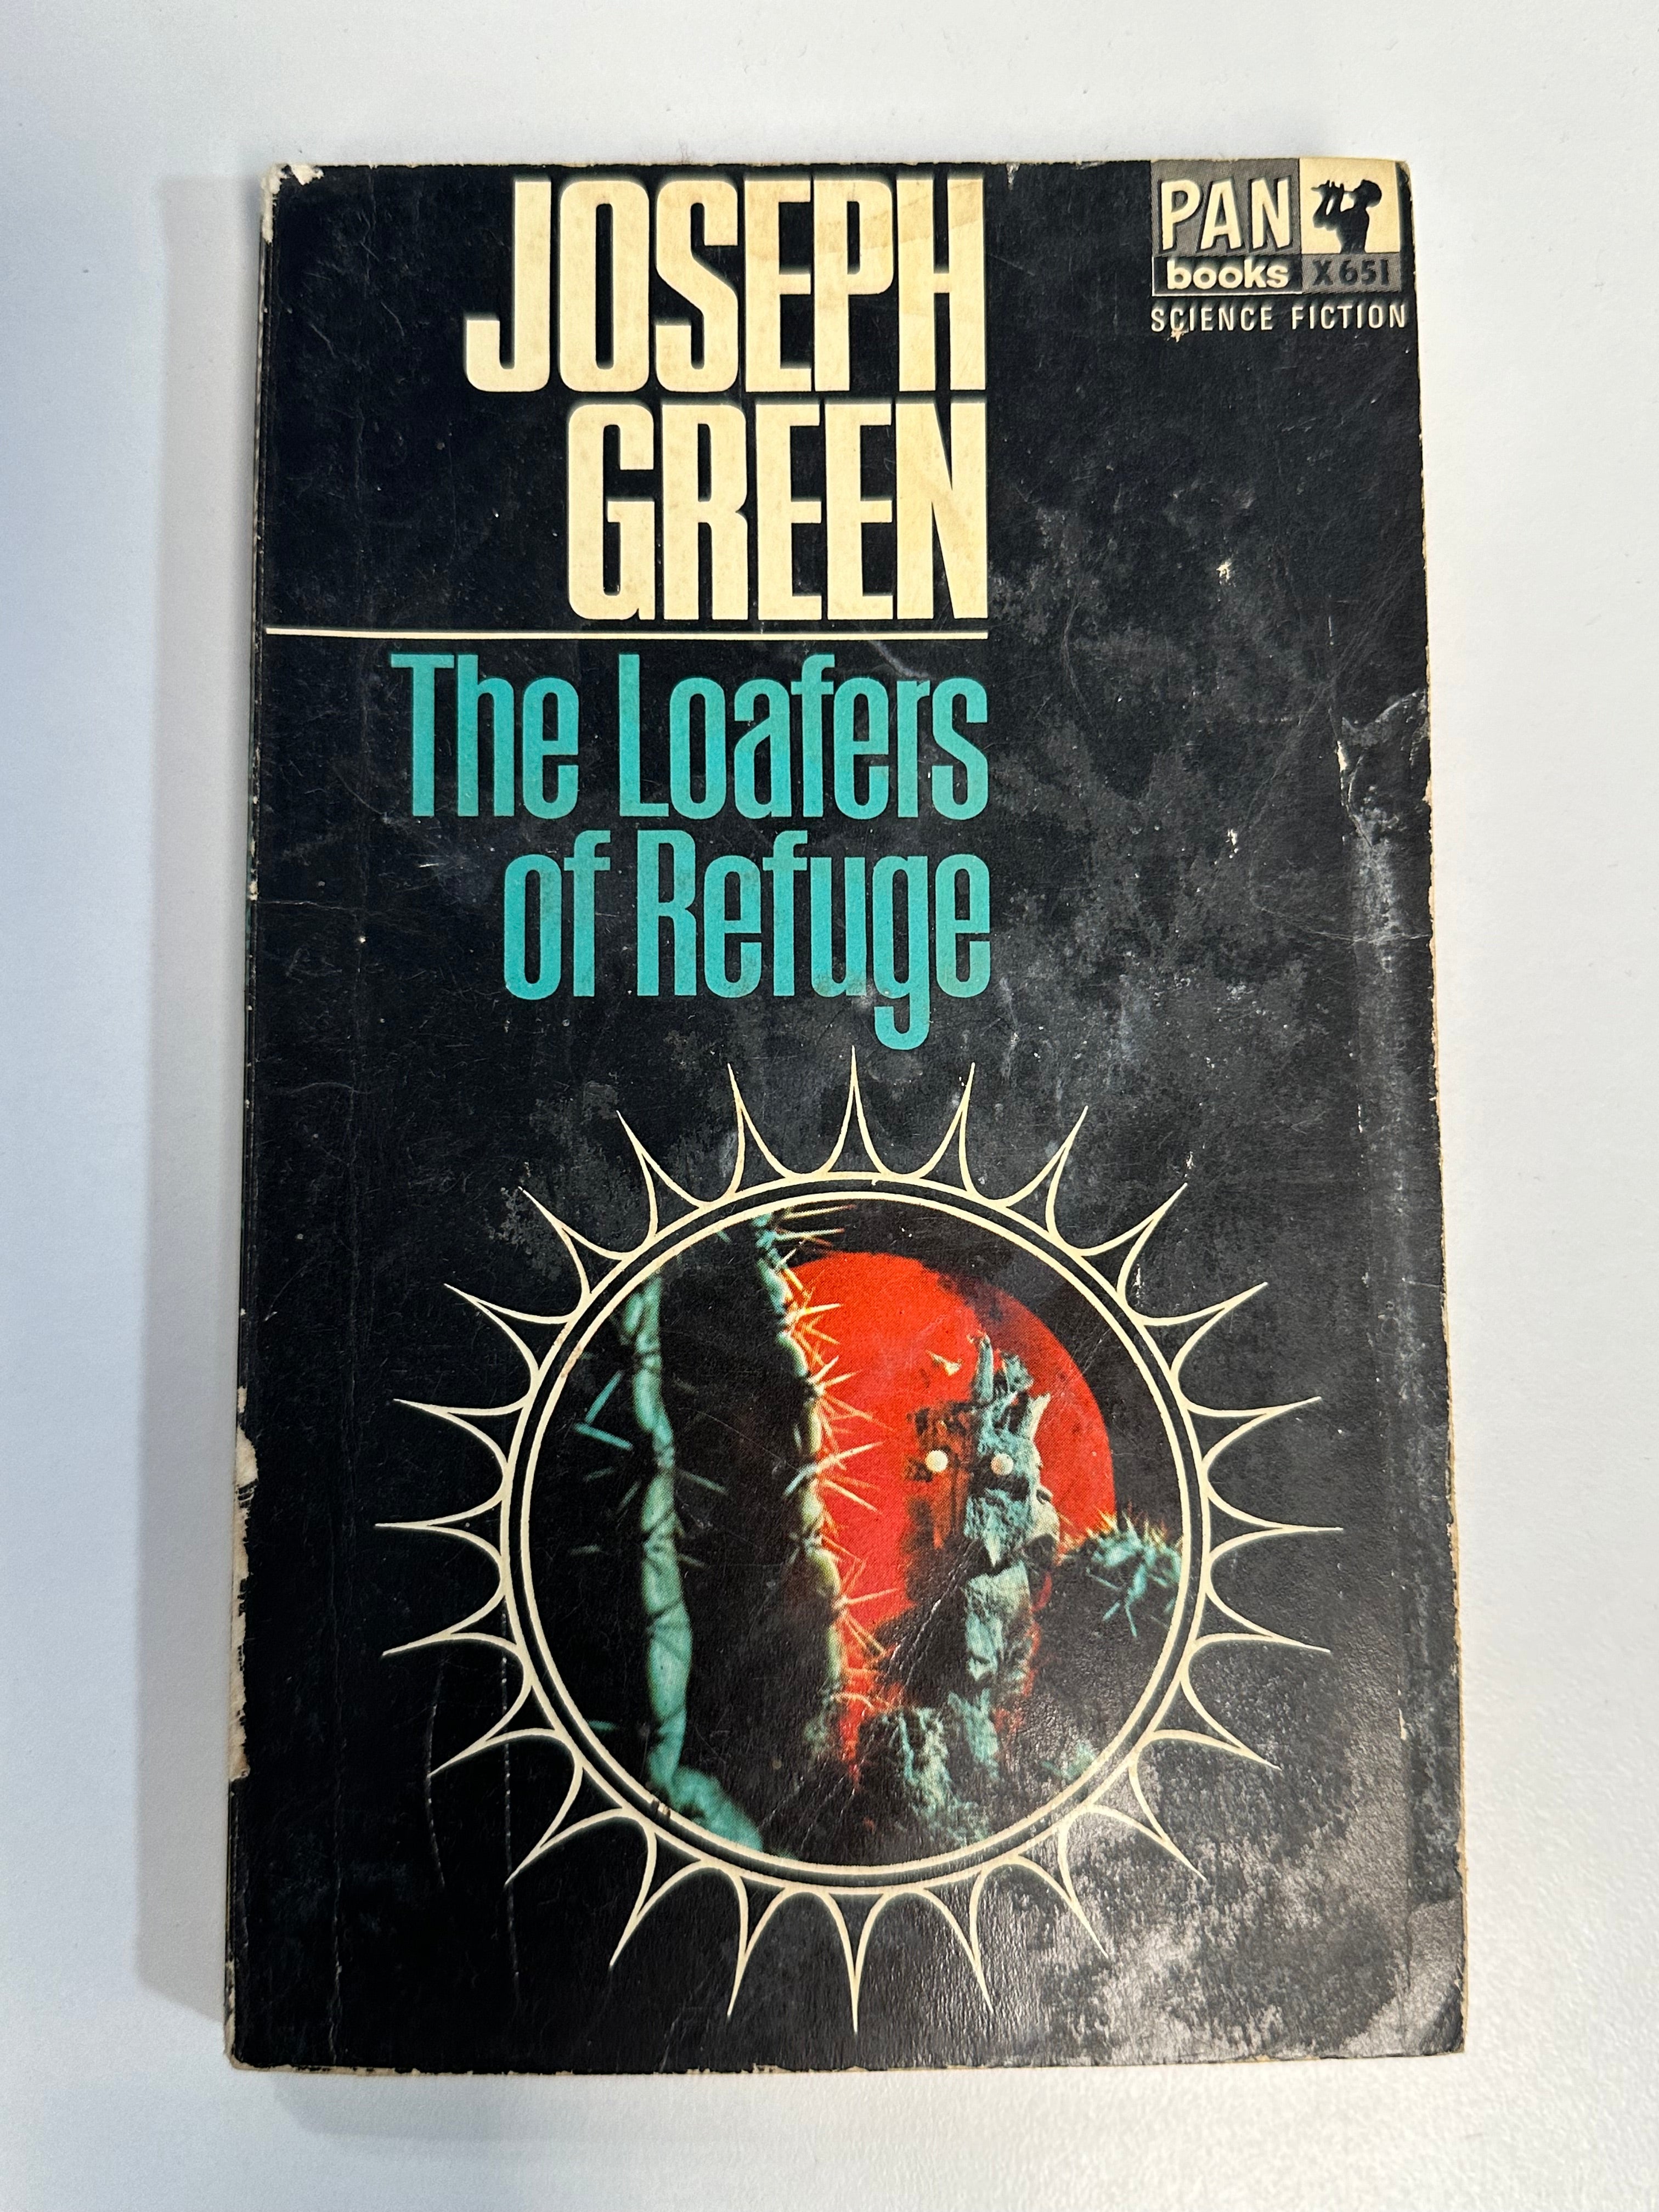 JOSEPH
GREEN
PAN
books X651
SCIENCE FICTION
The Loafers
of Refuge